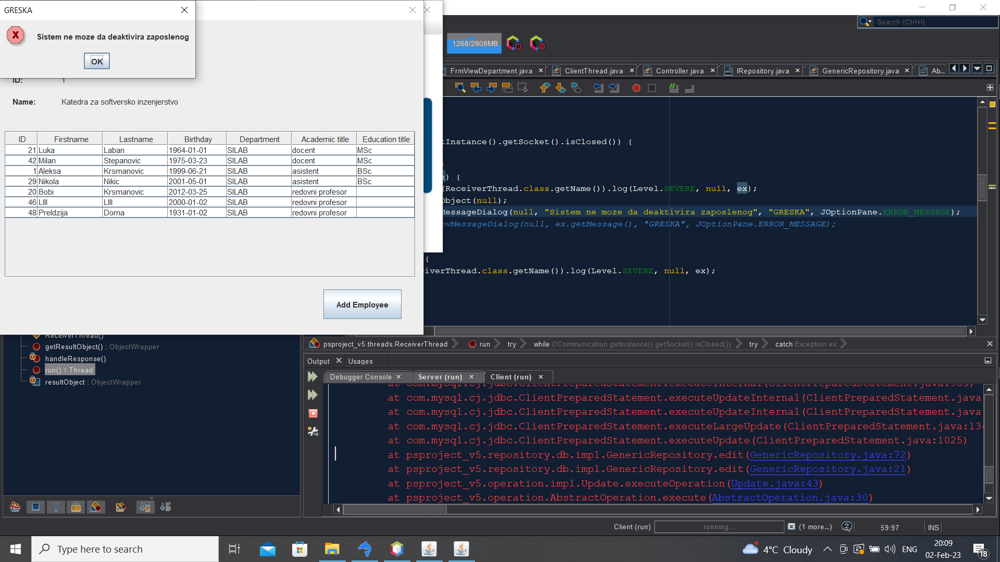 GRESKA
Sistem ne moze da deaktivira zaposlenog
OK
ID: 1
Name: Katedra za softversko inzenjerstvo
ID Firstname Lastname Birthday Department Academic title Education title
21 Luka Laban 1964-01-01 SILAB docent MSc
42 Milan Stepanovic 1975-03-23 SILAB docent MSc
1 Aleksa Krsmanovic 1999-06-21 SILAB asistent BSc
29 Nikola Nikic 2001-05-01 SILAB asistent BSc
20 Bobi Krsmanovic 2012-03-25 SILAB redovni profesor
48 Preldzija Dorna 1931-01-02 SILAB redovni profesor
46 2000-01-02 SILAB redovni profesor
Add Employee
Search (Ctrl+I)
1268/2808MB
FrmViewDepartment.java ClientThread.java Controller.java IRepository.java GenericRepository.java Ab...
tInstance().getSocket().isClosed()) {
;
x) {
(ReceiverThread.class.getName()).log(Level.SEVERE, null, ex);
Object(null);
MessageDialog(null, "Sistem ne moze da deaktivira zaposlenog", "GRESKA", JOptionPane.ERROR_MESSAGE);
owMessageDialog(null, ex.getMessage(), "GRESKA", JOptionPane.ERROR_MESSAGE);
{
iverThread.class.getName()).log(Level.SEVERE, null, ex);
psproject_v5.threads.ReceiverThread run try while (!Communication.getInstance().getSocket().isClosed()) try catch Exception ex
ReceiverThread()
getResultObject() : ObjectWrapper
handleResponse()
run() ↑ Thread
resultObject : ObjectWrapper
Output Usages
Debugger Console Server (run) Client (run)
at com.mysql.cj.jdbc.ClientPreparedStatement.executeInternal(ClientPreparedStatement.java:953)
at com.mysql.cj.jdbc.ClientPreparedStatement.executeUpdateInternal(ClientPreparedStatement.java
at com.mysql.cj.jdbc.ClientPreparedStatement.executeUpdateInternal(ClientPreparedStatement.java
at com.mysql.cj.jdbc.ClientPreparedStatement.executeLargeUpdate(ClientPreparedStatement.java:134
at com.mysql.cj.jdbc.ClientPreparedStatement.executeUpdate(ClientPreparedStatement.java:1025)
at psproject_v5.repository.db.impl.GenericRepository.edit(GenericRepository.java:72)
at psproject_v5.repository.db.impl.GenericRepository.edit(GenericRepository.java:21)
at psproject_v5.operation.impl.Update.executeOperation(Update.java:43)
at psproject_v5.operation.AbstractOperation.execute(AbstractOperation.java:30)
Client (run) running... (1 more...) 2 59:97 INS
Type here to search
4°C Cloudy ENG
20:09
02-Feb-23
18